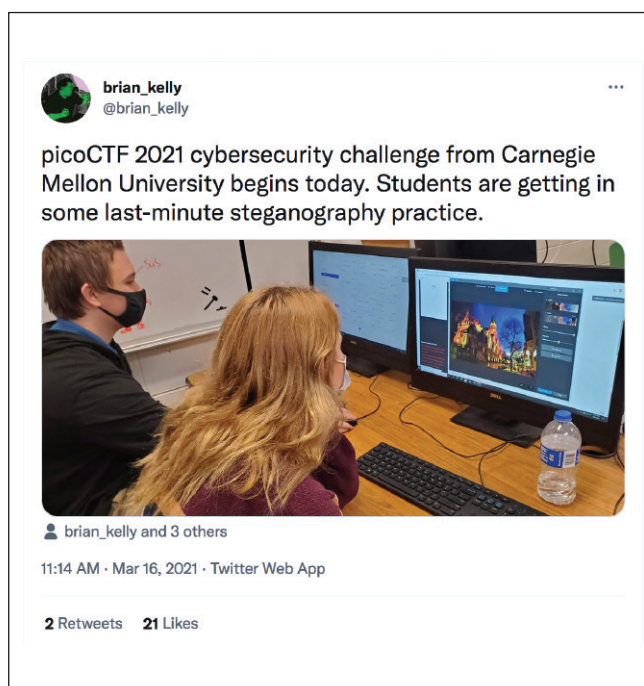 brian_kelly
@brian_kelly
picoCTF 2021 cybersecurity challenge from Carnegie
Mellon University begins today. Students are getting in
some last-minute steganography practice.
SoS
DELL
brian_kelly and 3 others
11:14 AM · Mar 16, 2021 · Twitter Web App
2 Retweets 21 Likes